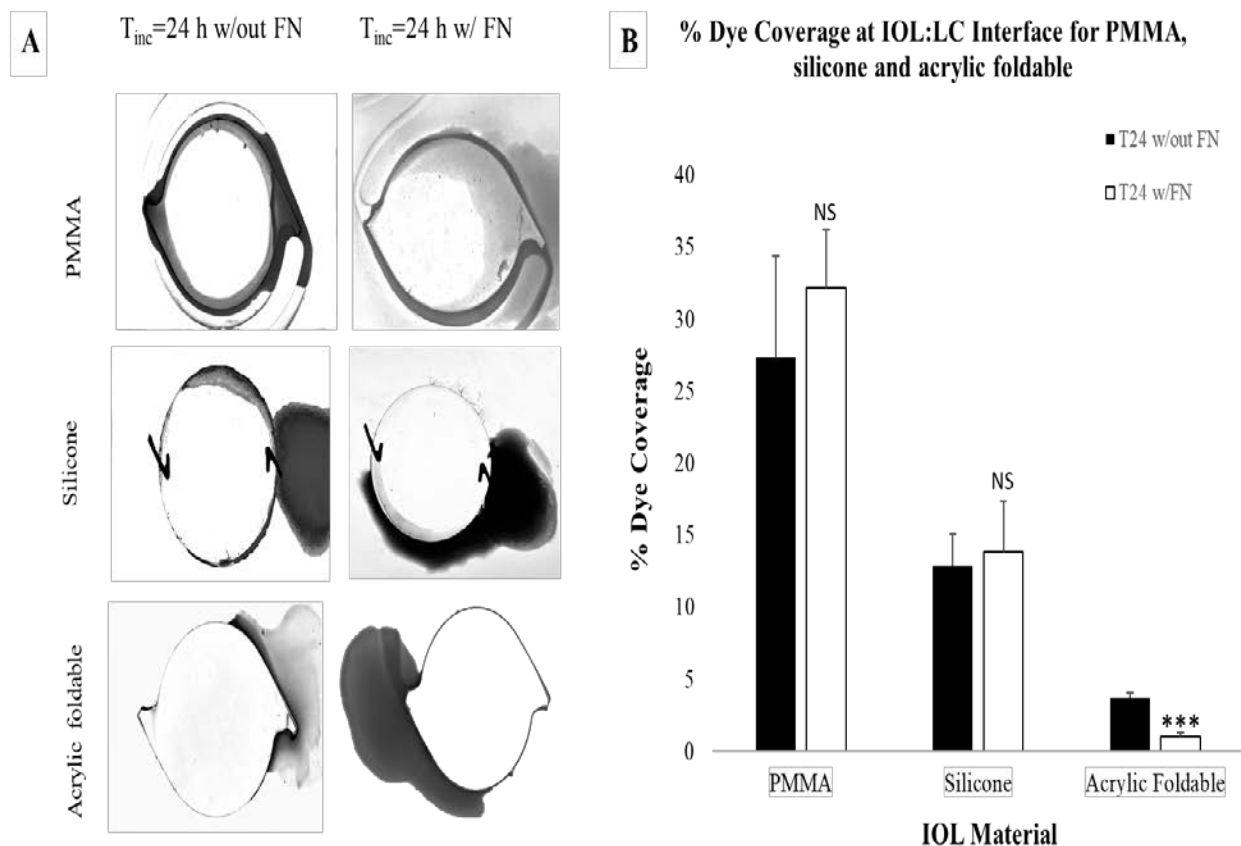 A
T_inc=24 h w/out FN
T_inc=24 h w/ FN
PMMA
Silicone
Acrylic foldable
B
% Dye Coverage at IOL:LC Interface for PMMA,
silicone and acrylic foldable
T24 w/out FN
T24 w/FN
% Dye Coverage
40
35
30
25
20
15
10
5
0
NS
NS
***
PMMA
Silicone
Acrylic Foldable
IOL Material